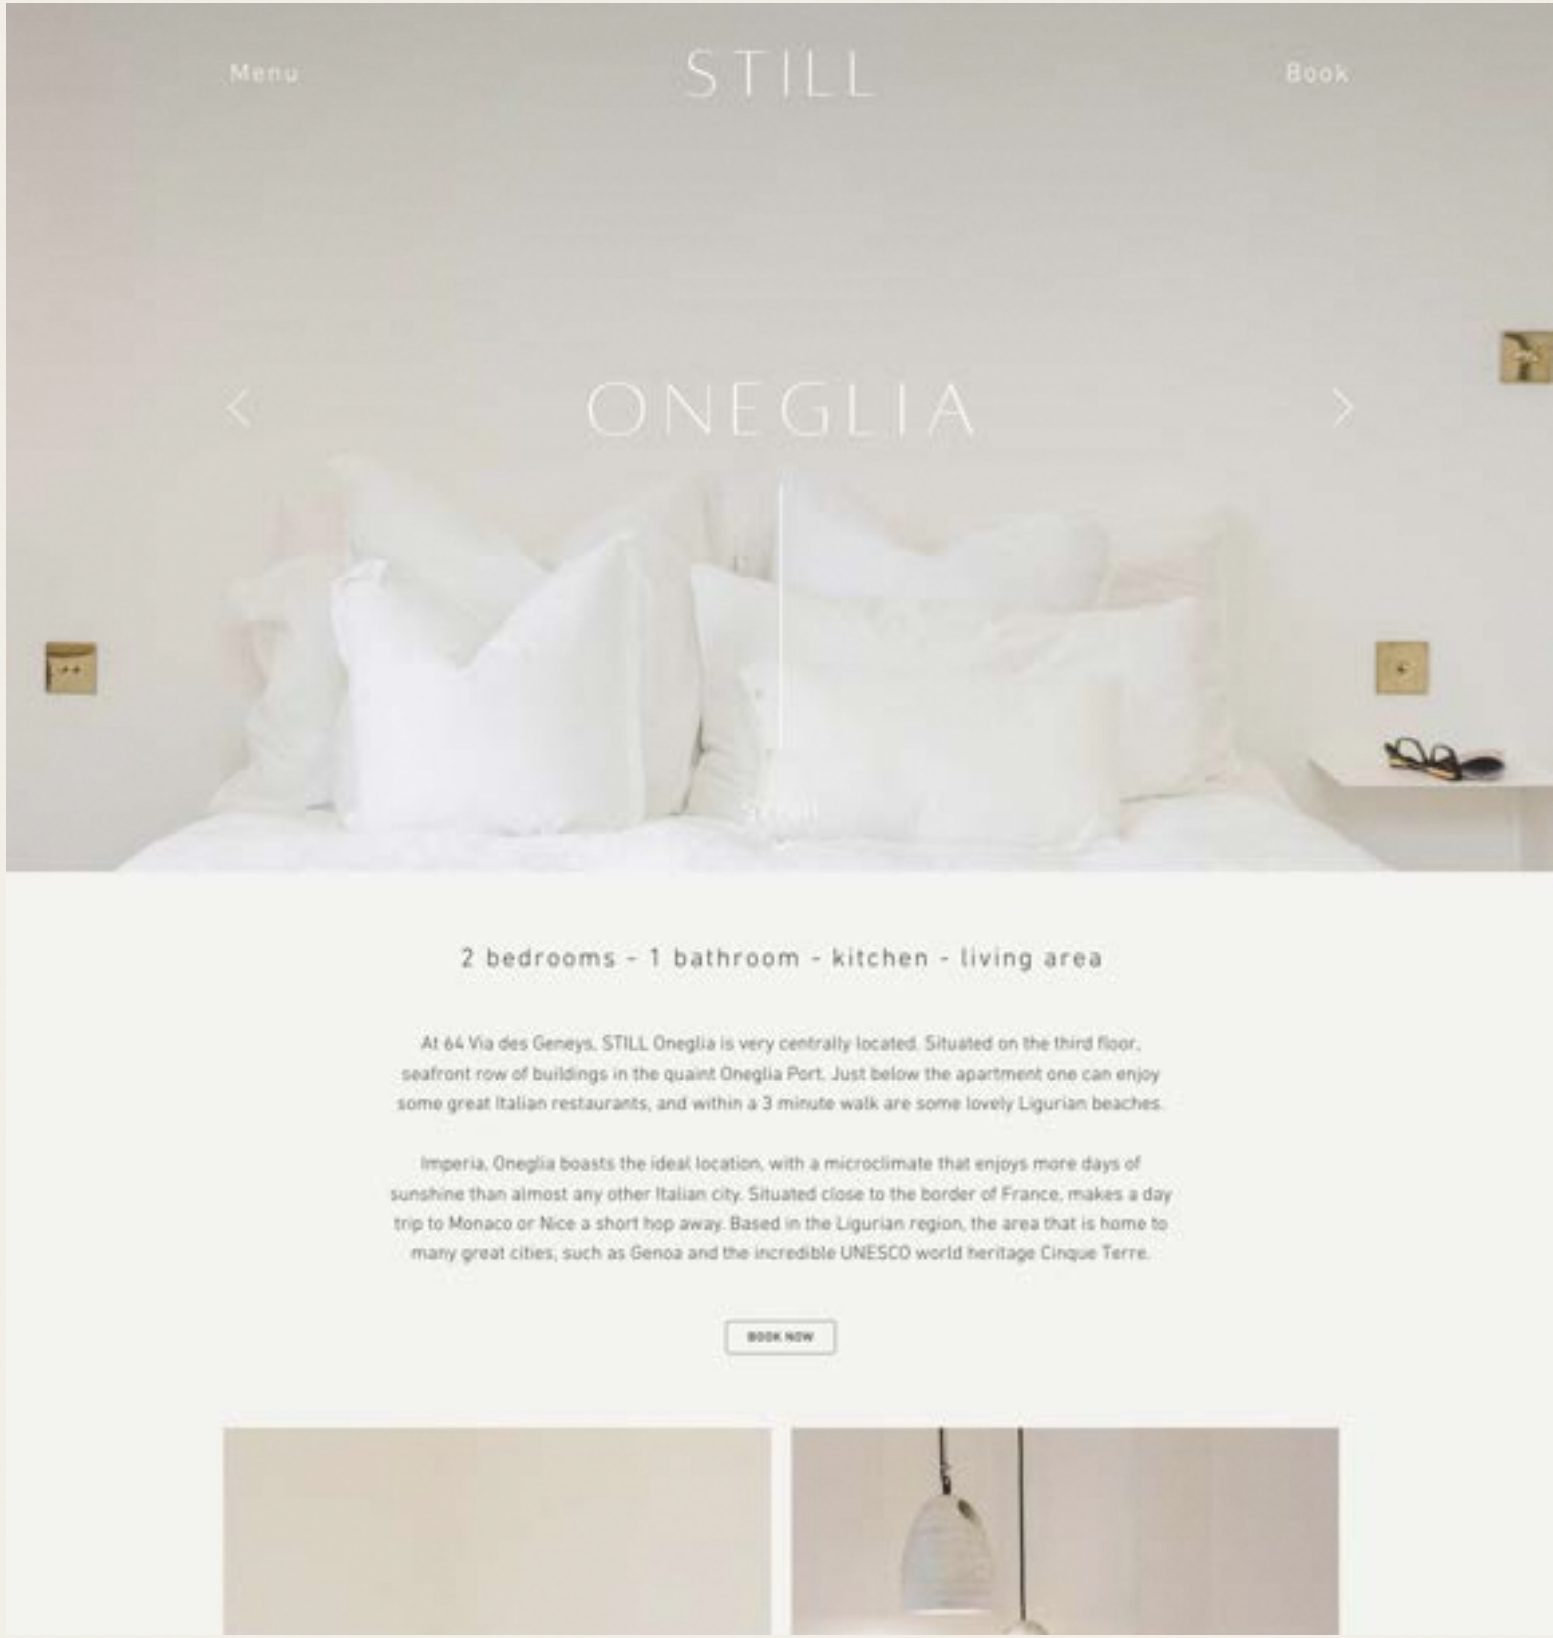 Menu
STILL
Book
ONEGLIA
Scroll
2 bedrooms - 1 bathroom - kitchen - living area
At 64 Via des Geneys, STILL Oneglia is very centrally located. Situated on the third floor,
seafront row of buildings in the quaint Oneglia Port. Just below the apartment one can enjoy
some great Italian restaurants, and within a 3 minute walk are some lovely Ligurian beaches.
Imperia, Oneglia boasts the ideal location, with a microclimate that enjoys more days of
sunshine than almost any other Italian city. Situated close to the border of France, makes a day
trip to Monaco or Nice a short hop away. Based in the Ligurian region, the area that is home to
many great cities, such as Genoa and the incredible UNESCO world heritage Cinque Terre.
BOOK NOW